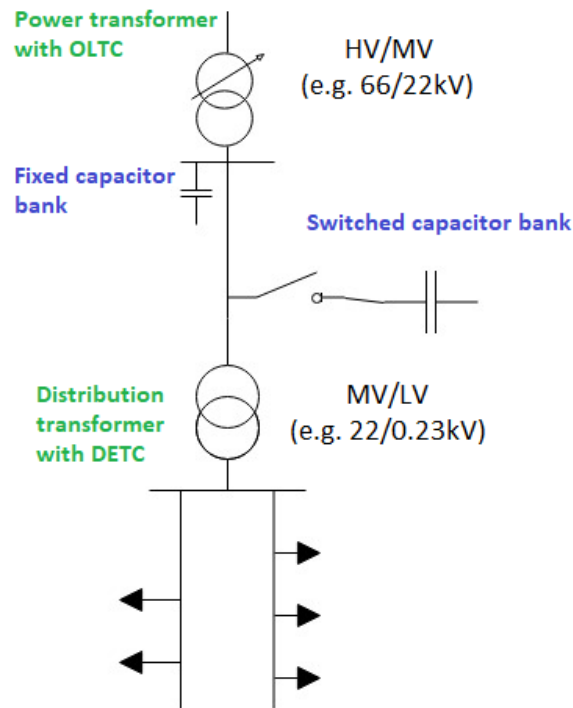 Power transformer
with OLTC
HV/MV
(e.g. 66/22kV)
Fixed capacitor
bank
Switched capacitor bank
Distribution
transformer
with DETC
MV/LV
(e.g. 22/0.23kV)